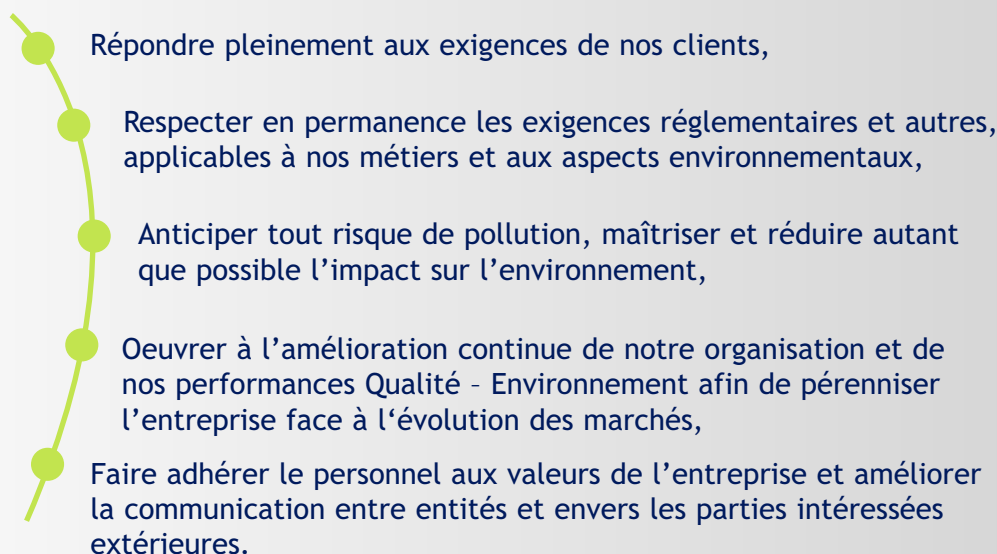 Répondre pleinement aux exigences de nos clients,
Respecter en permanence les exigences réglementaires et autres,
applicables à nos métiers et aux aspects environnementaux,
Anticiper tout risque de pollution, maîtriser et réduire autant
que possible l’impact sur l’environnement,
Oeuvrer à l’amélioration continue de notre organisation et de
nos performances Qualité – Environnement afin de pérenniser
l’entreprise face à l‘évolution des marchés,
Faire adhérer le personnel aux valeurs de l’entreprise et améliorer
la communication entre entités et envers les parties intéressées
extérieures.